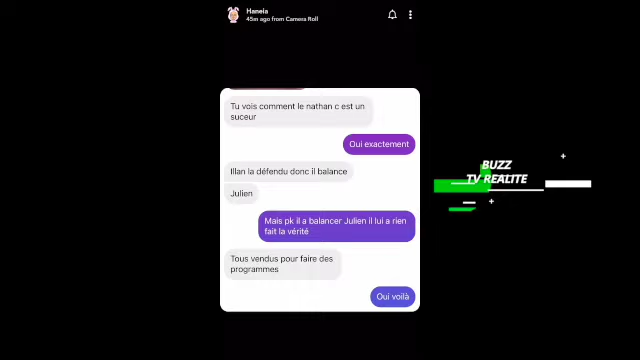 Haneia
45m ago from Camera Roll
Tu vois comment le nathan c est un
suceur
Oui exactement
Illan la défendu donc il balance
Julien
Mais pk il a balancer Julien il lui a rien
fait la vérité
Tous vendus pour faire des
programmes
Oui voilà
BUZZ
TV REALITE